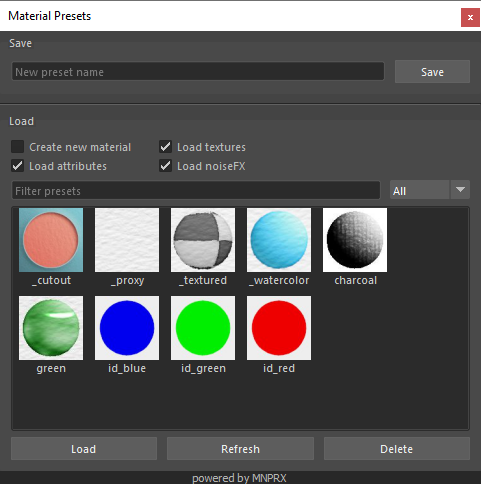 Material Presets
x
Save
New preset name
Save
Load
Create new material
Load textures
Load attributes
Load noiseFX
Filter presets
All
_cutout
_proxy
_textured
_watercolor
charcoal
green
id_blue
id_green
id_red
Load
Refresh
Delete
powered by MNPRX